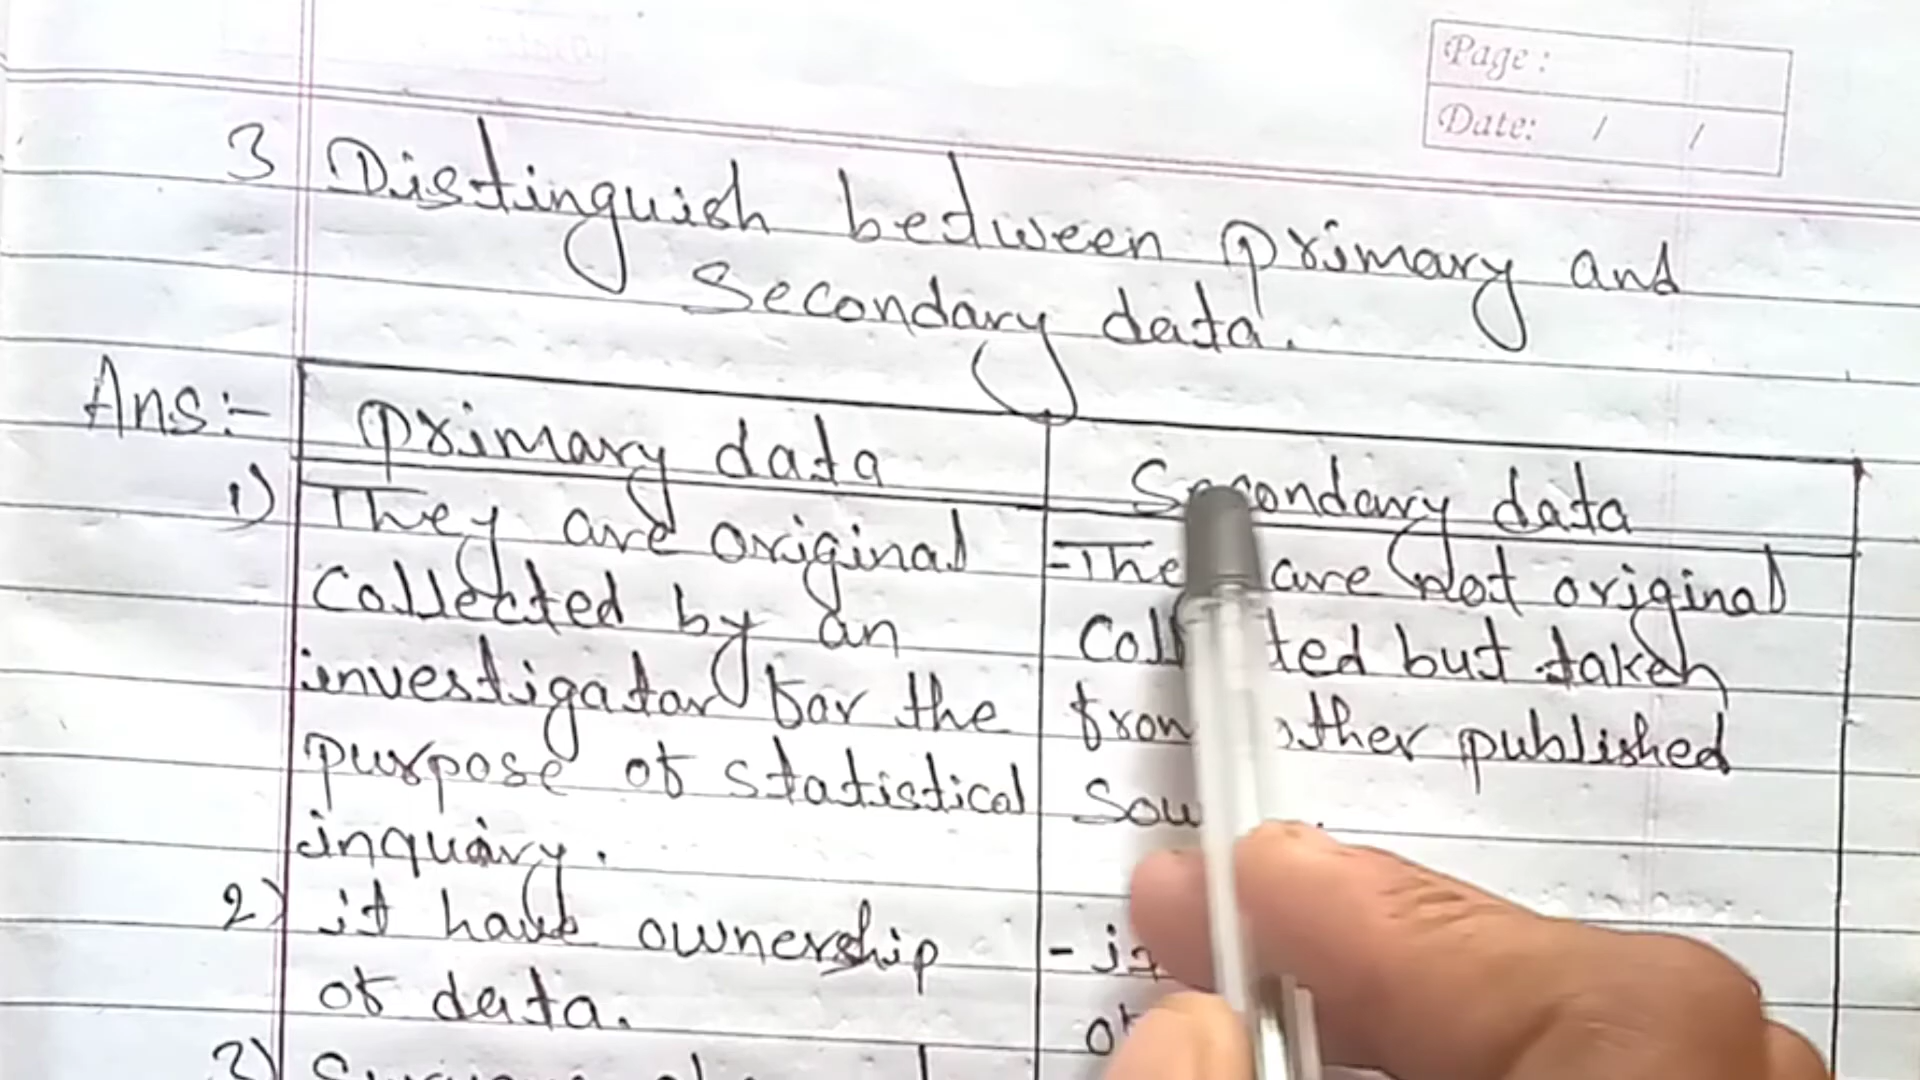 Page :
Date: / /
3 Distinguish between primary and
Secondary data.
Ans:-
primary data
1) They are original
Collected by an
investigator for the
purpose of statistical
inquiry.
2) it have ownership
of data.
3)
Secondary data
- are not original
but taken
other published
-